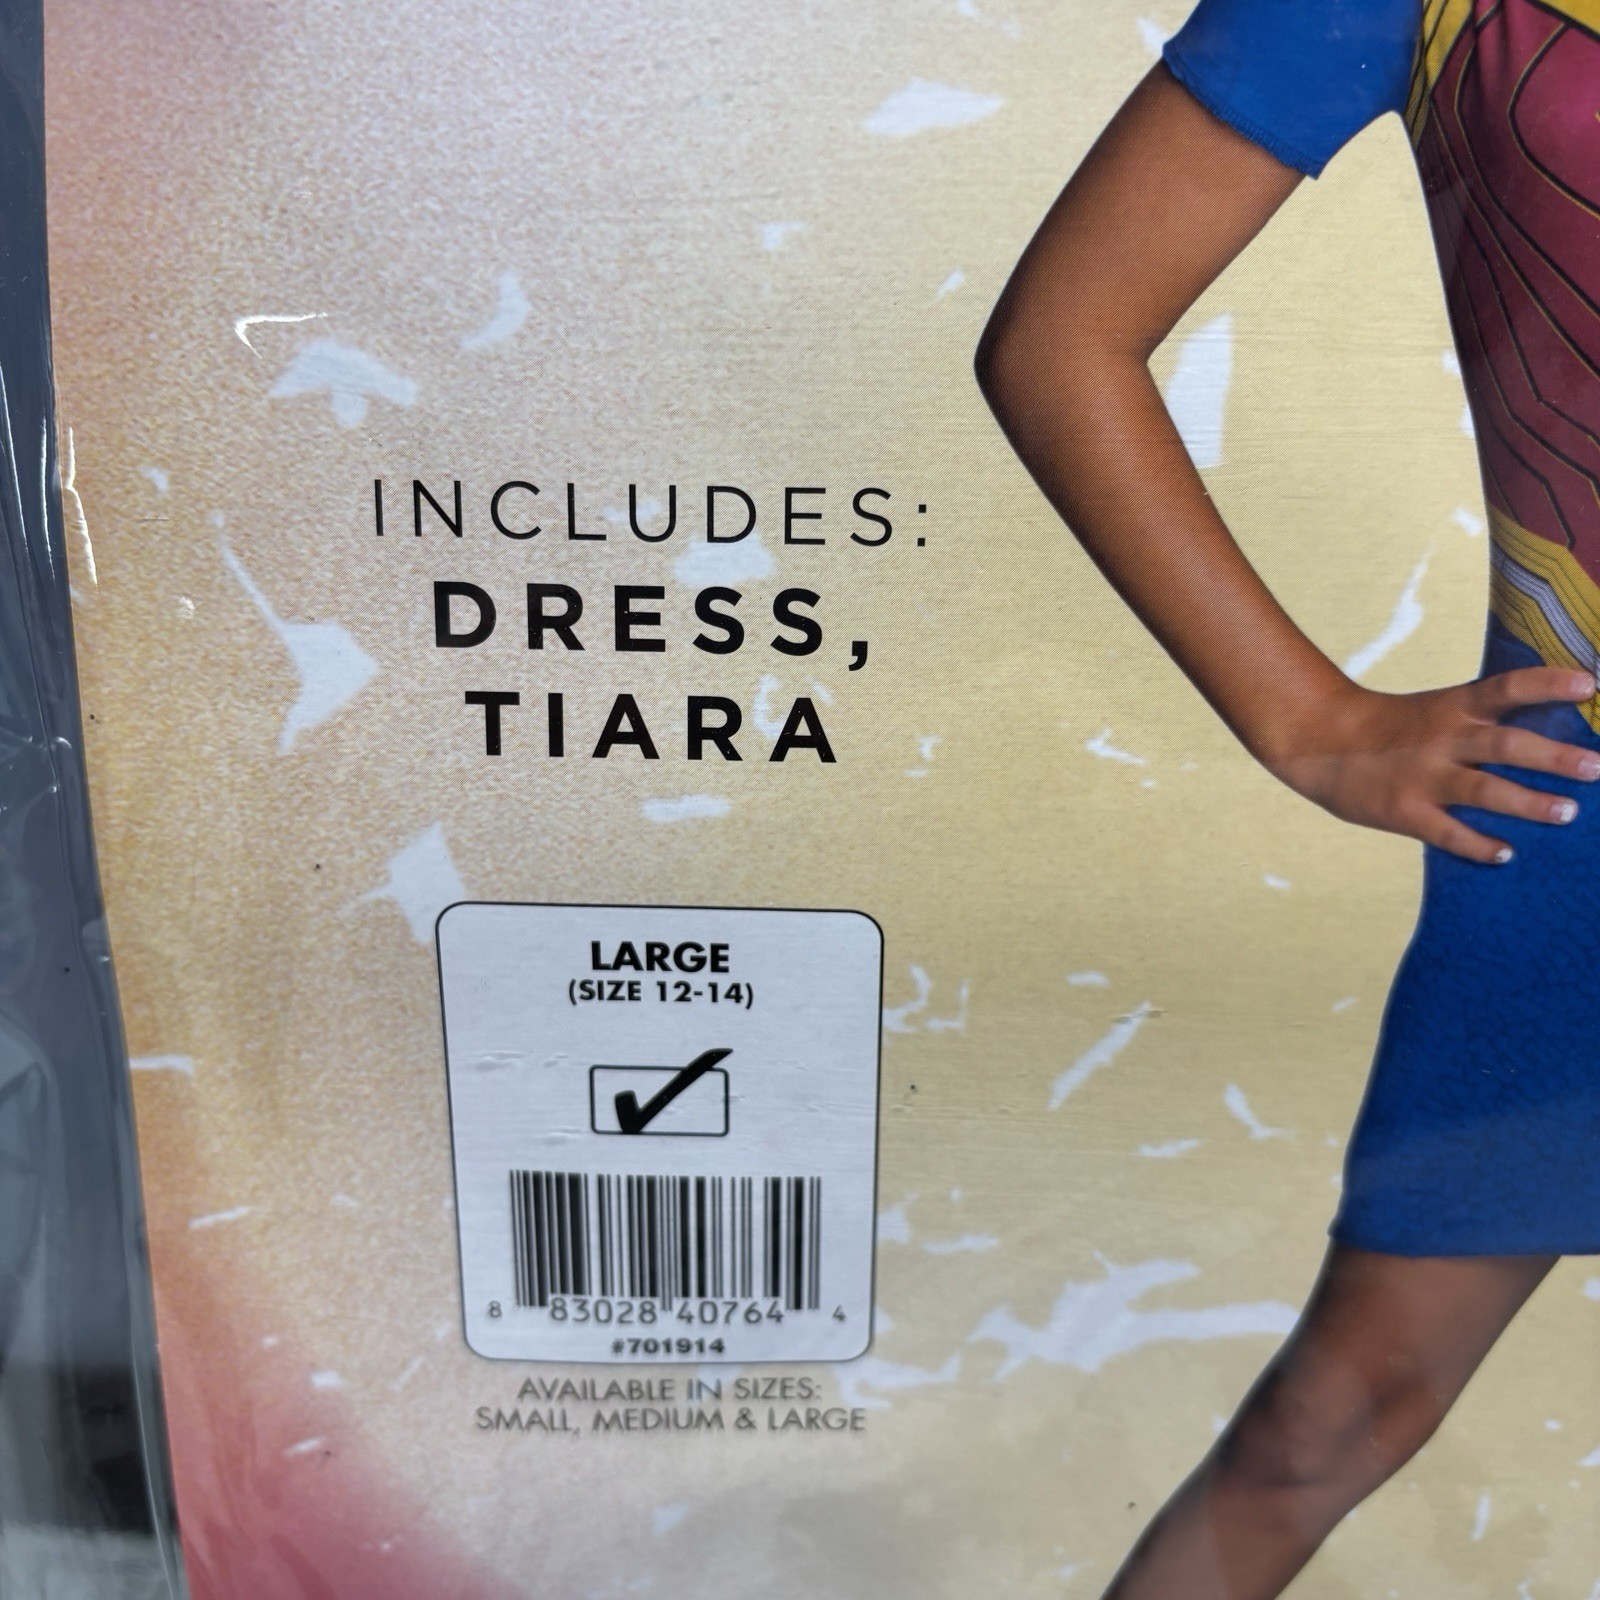 INCLUDES:
DRESS,
TIARA
LARGE
(SIZE 12-14)
8 83028 40764 4
#701914
AVAILABLE IN SIZES:
SMALL, MEDIUM & LARGE